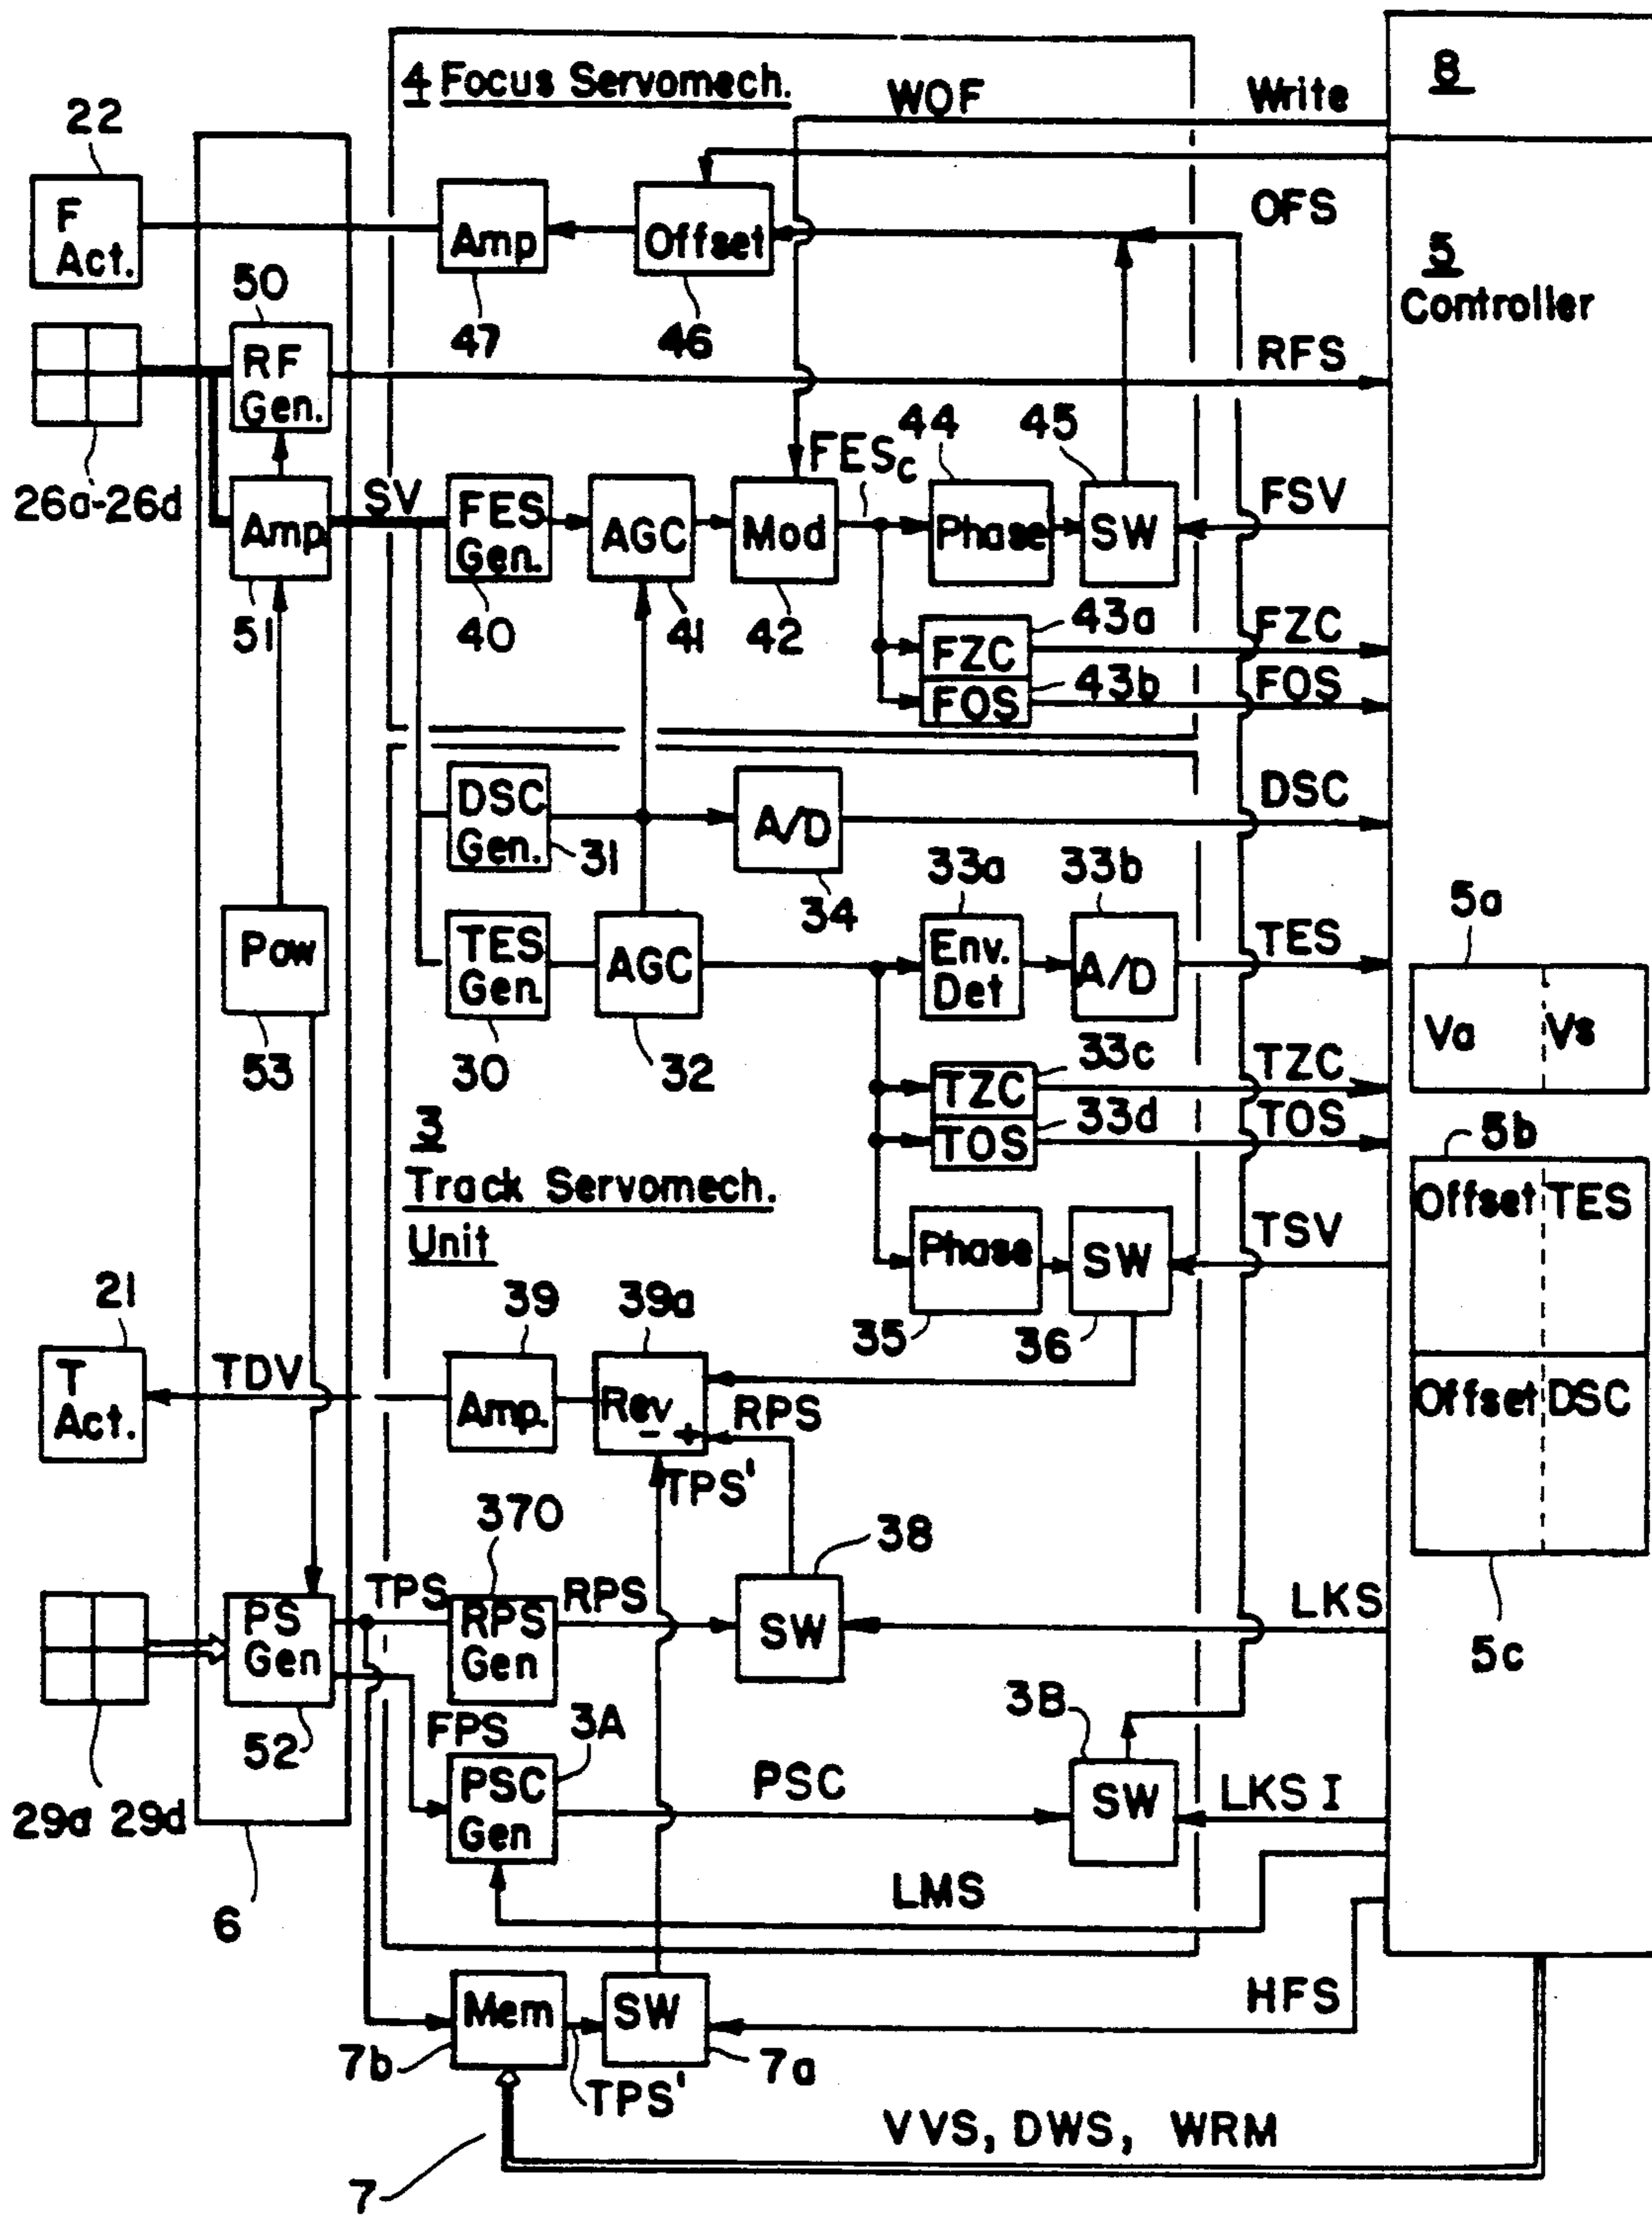 8
4 Focus Servomech.
WOF
Write
22
F
Act.
Amp
Offset
OFS
5
Controller
50
47
46
RFS
RF
Gen.
44
45
FESc
26a-26d
Amp
SV
FES
Gen.
AGC
Mod
Phase
SW
FSV
51
40
41
42
43a
FZC
FZC
43b
FOS
FOS
DSC
Gen.
31
A/D
34
DSC
33a
33b
5a
Pow
53
TES
Gen.
30
AGC
32
Env.
Det
A/D
TES
Va
Vs
33c
TZC
TZC
33d
TOS
TOS
5b
3
Track Servomech.
Unit
Phase
35
SW
36
TSV
Offset
TES
21
39
39a
T
Act.
TDV
Amp.
Rev
- +
RPS
Offset
DSC
TPS'
370
38
TPS
PS
Gen
RPS
Gen
RPS
SW
LKS
5c
52
FPS
3A
3B
29a 29d
PSC
Gen
PSC
SW
LKS I
LMS
6
Mem
SW
HFS
7b
7a
TPS'
VVS, DWS, WRM
7